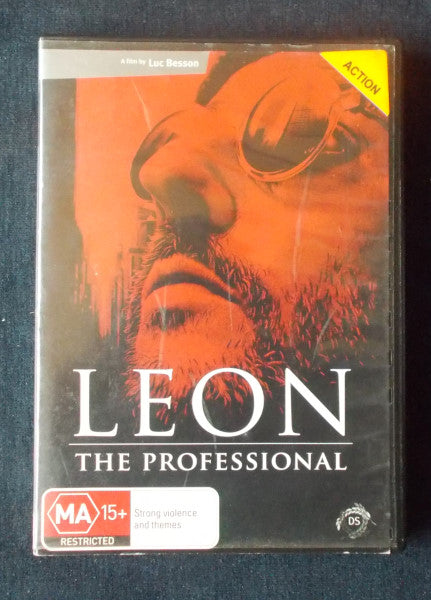 A film by Luc Besson
ACTION
LEON
THE PROFESSIONAL
MA 15+
Strong violence
and themes
RESTRICTED
DS